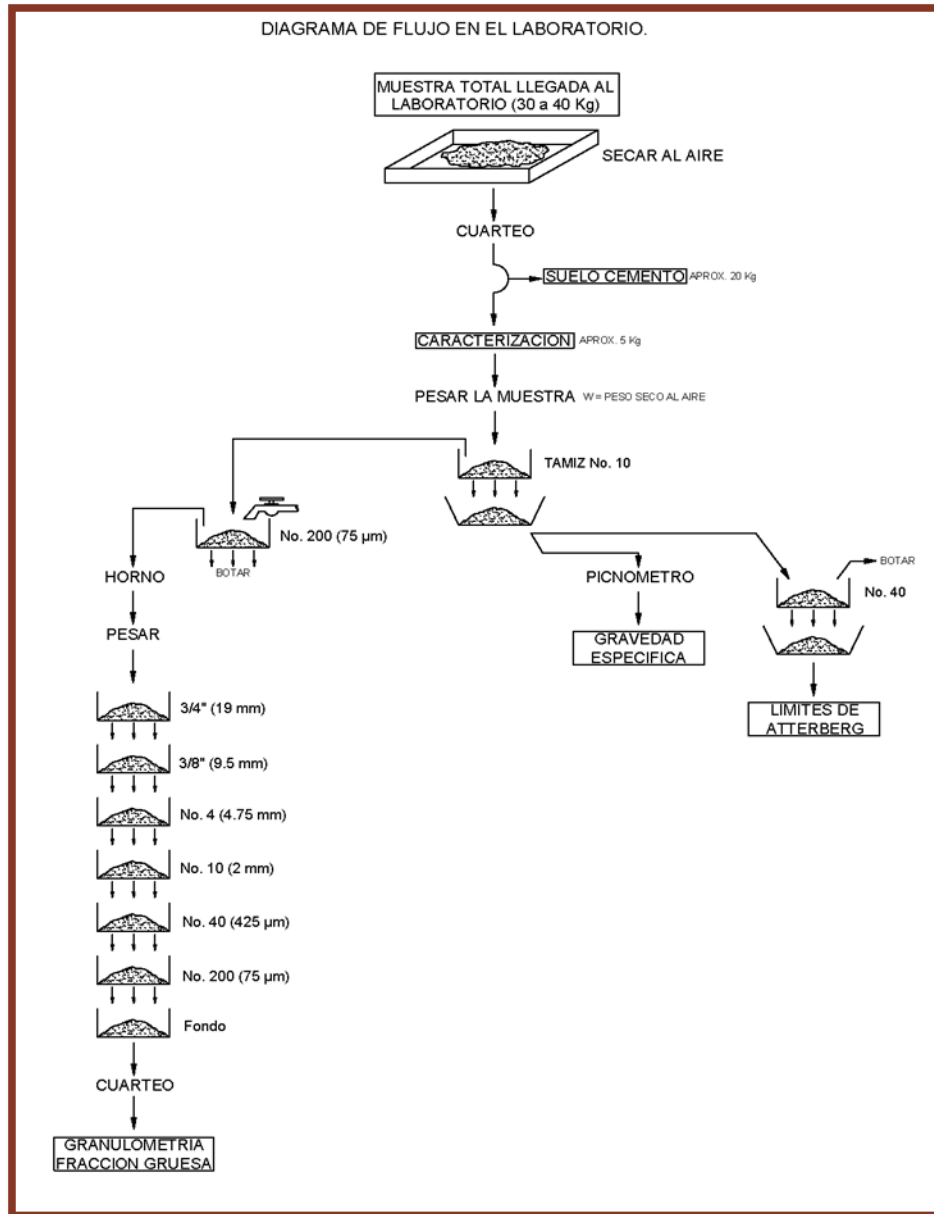 DIAGRAMA DE FLUJO EN EL LABORATORIO.
MUESTRA TOTAL LLEGADA AL
LABORATORIO (30 a 40 Kg)
SECAR AL AIRE
CUARTEO
SUELO CEMENTO APROX. 20 Kg
CARACTERIZACION APROX. 5 Kg
PESAR LA MUESTRA W = PESO SECO AL AIRE
TAMIZ No. 10
No. 200 (75 µm)
BOTAR
HORNO
PESAR
3/4" (19 mm)
3/8" (9.5 mm)
No. 4 (4.75 mm)
No. 10 (2 mm)
No. 40 (425 µm)
No. 200 (75 µm)
Fondo
CUARTEO
GRANULOMETRIA
FRACCION GRUESA
PICNOMETRO
GRAVEDAD
ESPECIFICA
BOTAR
No. 40
LIMITES DE
ATTERBERG